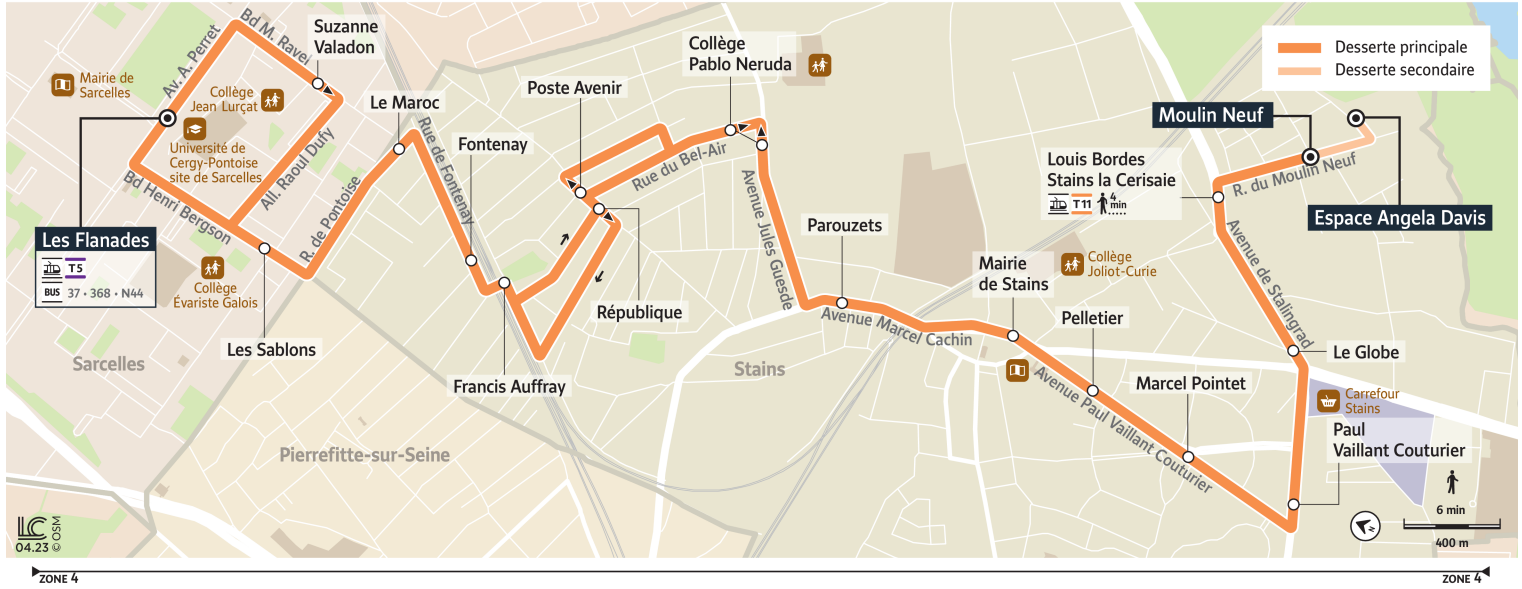 Bd M. Ravel
Suzanne
Valadon
Av. A. Perret
Mairie de
Sarcelles
Collège
Jean Lurçat
Université de
Cergy-Pontoise
site de Sarcelles
All. Raoul Dufy
Bd Henri Bergson
Les Flanades
T5
BUS 37 • 368 • N44
Collège
Évariste Galois
Les Sablons
R. de Pontoise
Le Maroc
Rue de Fontenay
Fontenay
Francis Auffray
Poste Avenir
République
Rue du Bel-Air
Collège
Pablo Neruda
Avenue Jules Guesde
Parouzets
Avenue Marcel Cachin
Mairie
de Stains
Collège
Joliot-Curie
Pelletier
Avenue Paul Vaillant Couturier
Marcel Pointet
Paul
Vaillant Couturier
Carrefour
Stains
Le Globe
Avenue de Stalingrad
Louis Bordes
Stains la Cerisaie
T11 4 min
R. du Moulin Neuf
Moulin Neuf
Espace Angela Davis
Desserte principale
Desserte secondaire
Sarcelles
Pierrefitte-sur-Seine
Stains
N
6 min
400 m
LC
04.23 © OSM
ZONE 4
ZONE 4